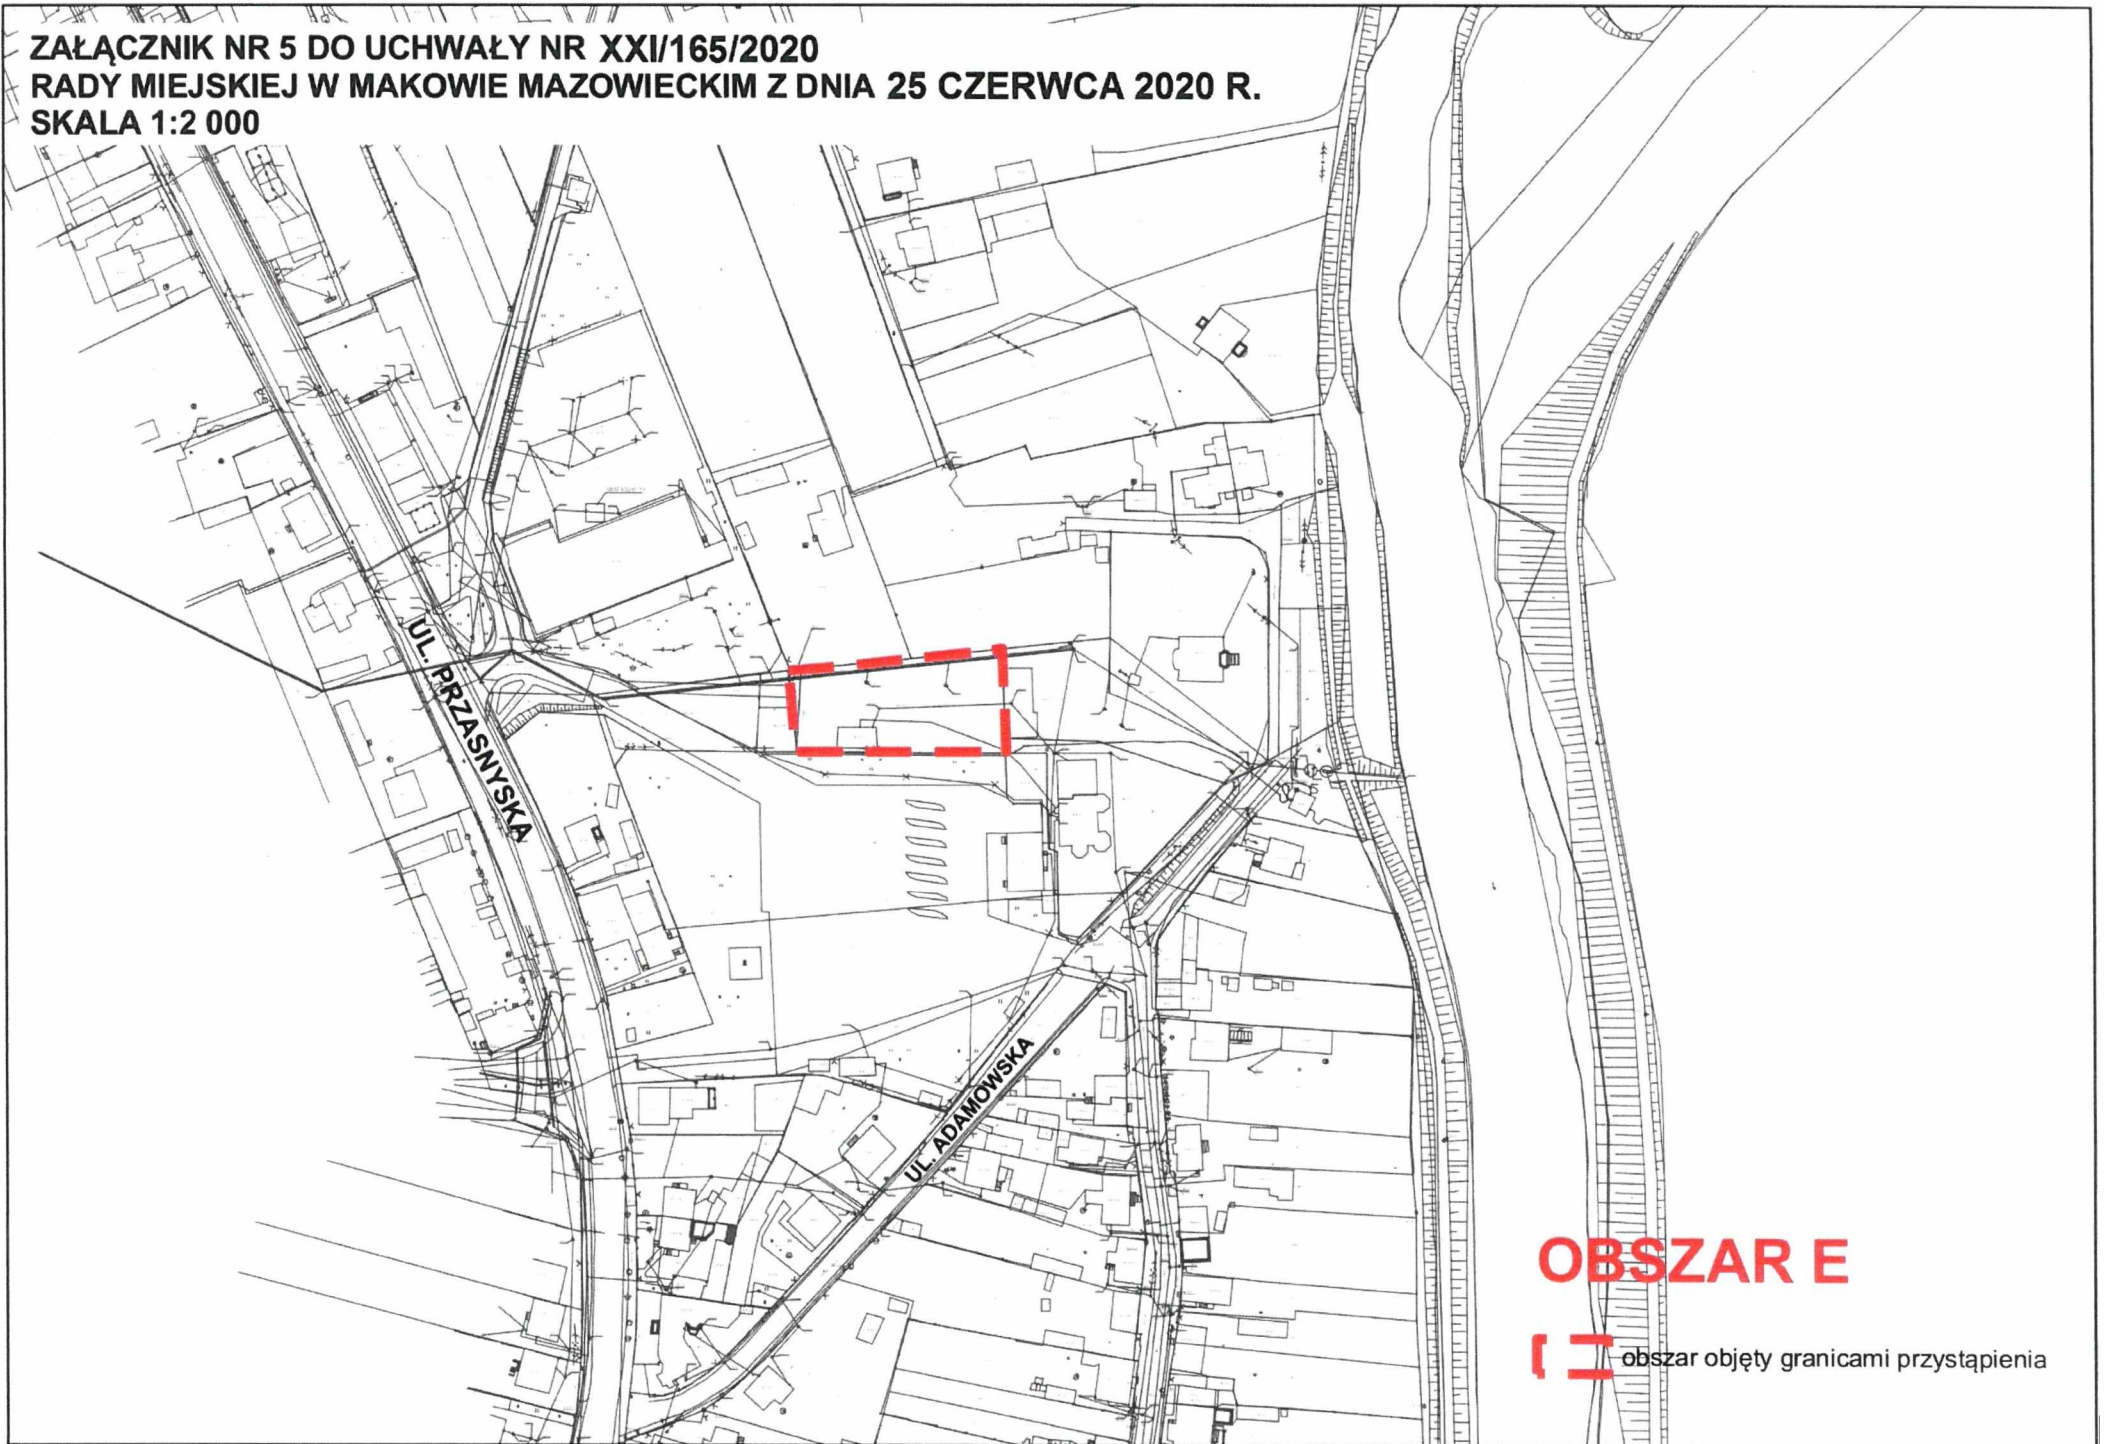 ZAŁĄCZNIK NR 5 DO UCHWAŁY NR XXI/165/2020
RADY MIEJSKIEJ W MAKOWIE MAZOWIECKIM Z DNIA 25 CZERWCA 2020 R.
SKALA 1:2 000
UL. PRZASNYSKA
UL. ADAMOWSKA
OBSZAR E
obszar objęty granicami przystąpienia